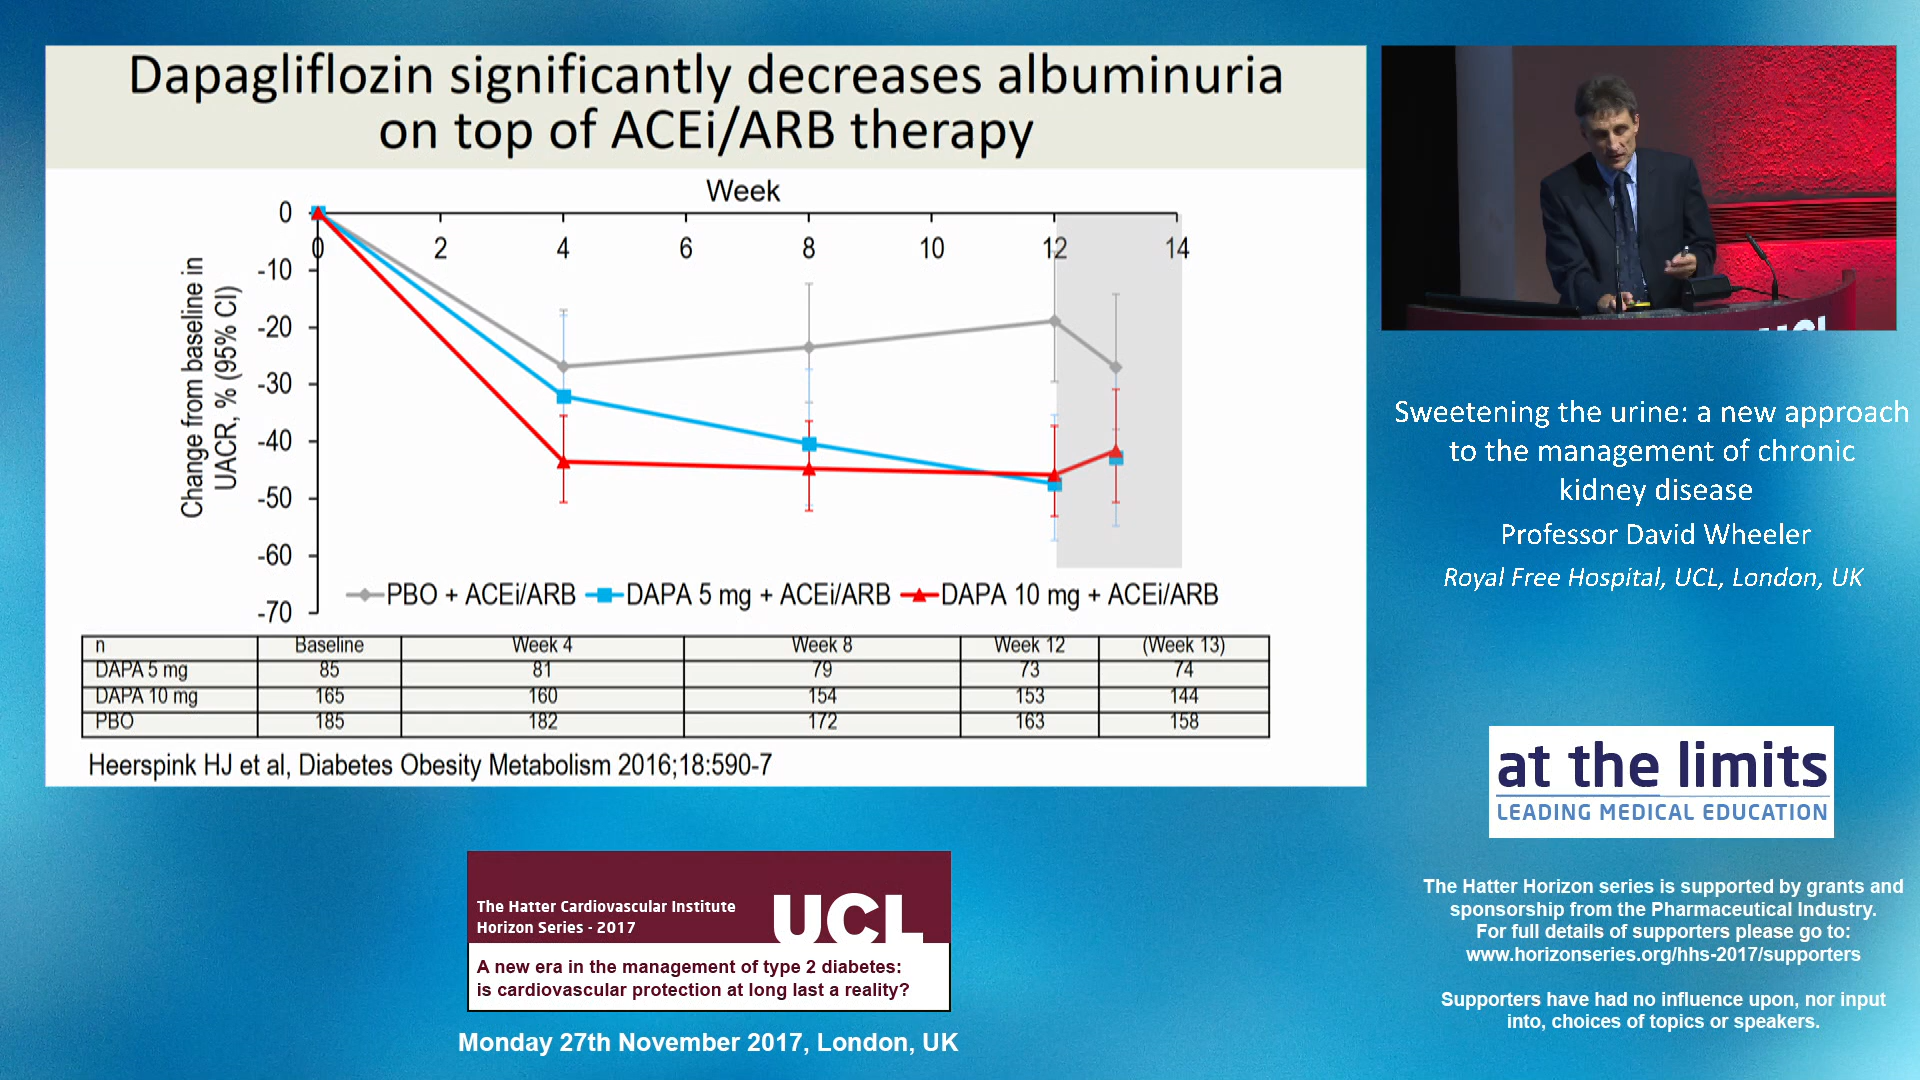 Dapagliflozin significantly decreases albuminuria
on top of ACEi/ARB therapy
Week
0
-10
-20
-30
-40
-50
-60
-70
0 2 4 6 8 10 12 14
Change from baseline in
UACR, % (95% CI)
PBO + ACEi/ARB DAPA 5 mg + ACEi/ARB DAPA 10 mg + ACEi/ARB
n Baseline Week 4 Week 8 Week 12 (Week 13)
DAPA 5 mg 85 81 79 73 74
DAPA 10 mg 165 160 154 153 144
PBO 185 182 172 163 158
Heerspink HJ et al, Diabetes Obesity Metabolism 2016;18:590-7
UCL
Sweetening the urine: a new approach
to the management of chronic
kidney disease
Professor David Wheeler
Royal Free Hospital, UCL, London, UK
at the limits
LEADING MEDICAL EDUCATION
The Hatter Horizon series is supported by grants and
sponsorship from the Pharmaceutical Industry.
For full details of supporters please go to:
www.horizonseries.org/hhs-2017/supporters
Supporters have had no influence upon, nor input
into, choices of topics or speakers.
The Hatter Cardiovascular Institute
Horizon Series - 2017
UCL
A new era in the management of type 2 diabetes:
is cardiovascular protection at long last a reality?
Monday 27th November 2017, London, UK